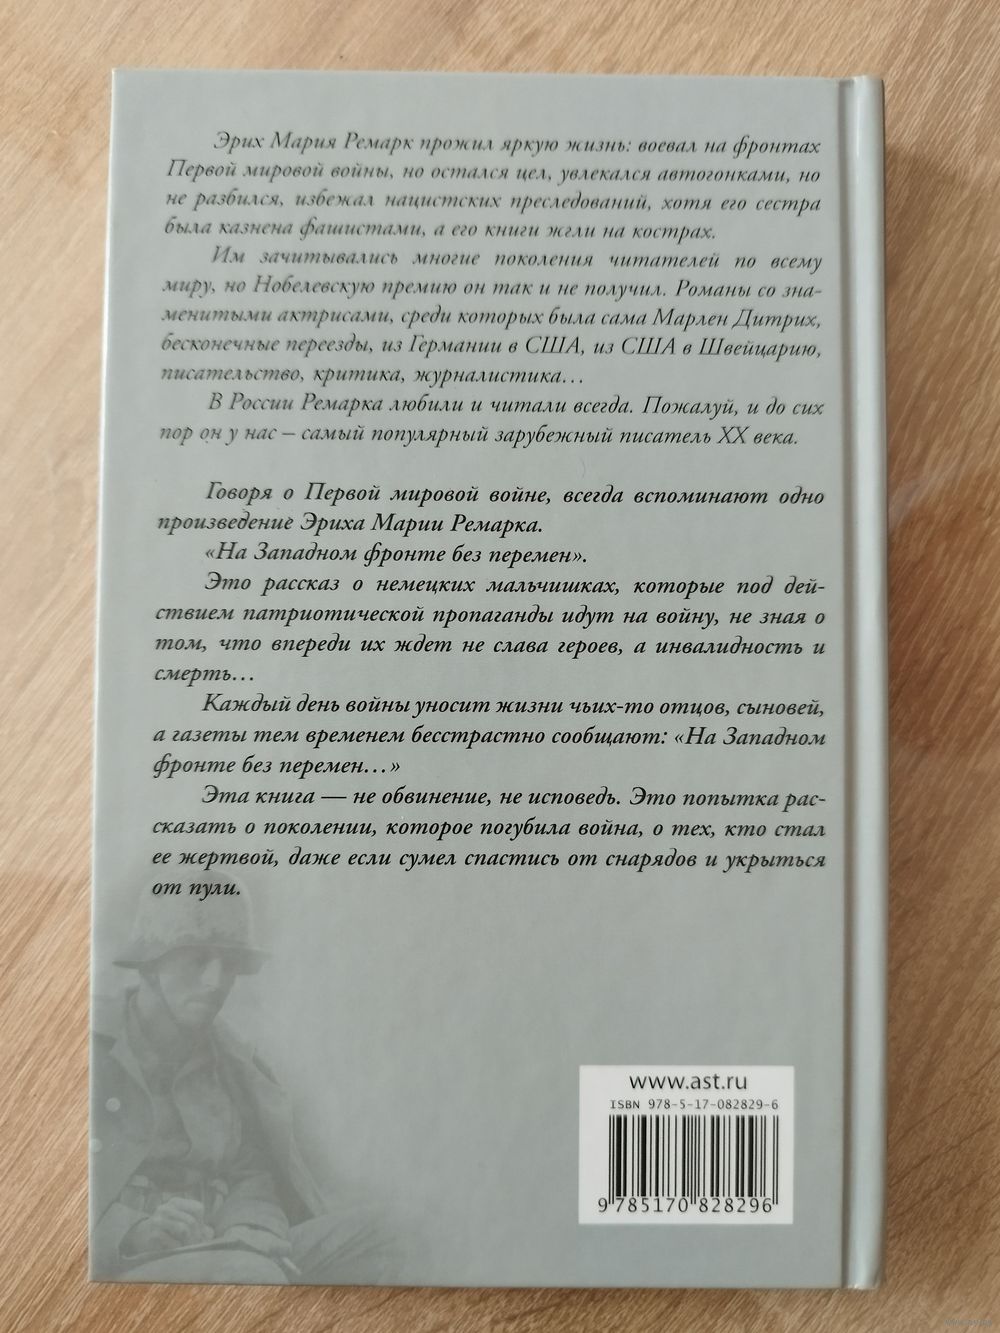 Эрих Мария Ремарк прожил яркую жизнь: воевал на фронтах
Первой мировой войны, но остался цел, увлекался автогонками, но
не разбился, избежал нацистских преследований, хотя его сестра
была казнена фашистами, а его книги жгли на кострах.
Им зачитывались многие поколения читателей по всему
миру, но Нобелевскую премию он так и не получил. Романы со зна-
менитыми актрисами, среди которых была сама Марлен Дитрих,
бесконечные переезды, из Германии в США, из США в Швейцарию,
писательство, критика, журналистика...
В России Ремарка любили и читали всегда. Пожалуй, и до сих
пор он у нас – самый популярный зарубежный писатель XX века.
Говоря о Первой мировой войне, всегда вспоминают одно
произведение Эриха Марии Ремарка.
«На Западном фронте без перемен».
Это рассказ о немецких мальчишках, которые под дей-
ствием патриотической пропаганды идут на войну, не зная о
том, что впереди их ждет не слава героев, а инвалидность и
смерть...
Каждый день войны уносит жизни чьих-то отцов, сыновей,
а газеты тем временем бесстрастно сообщают: «На Западном
фронте без перемен...»
Эта книга — не обвинение, не исповедь. Это попытка рас-
сказать о поколении, которое погубила война, о тех, кто стал
ее жертвой, даже если сумел спастись от снарядов и укрыться
от пули.
www.ast.ru
ISBN 978-5-17-082829-6
9 785170 828296